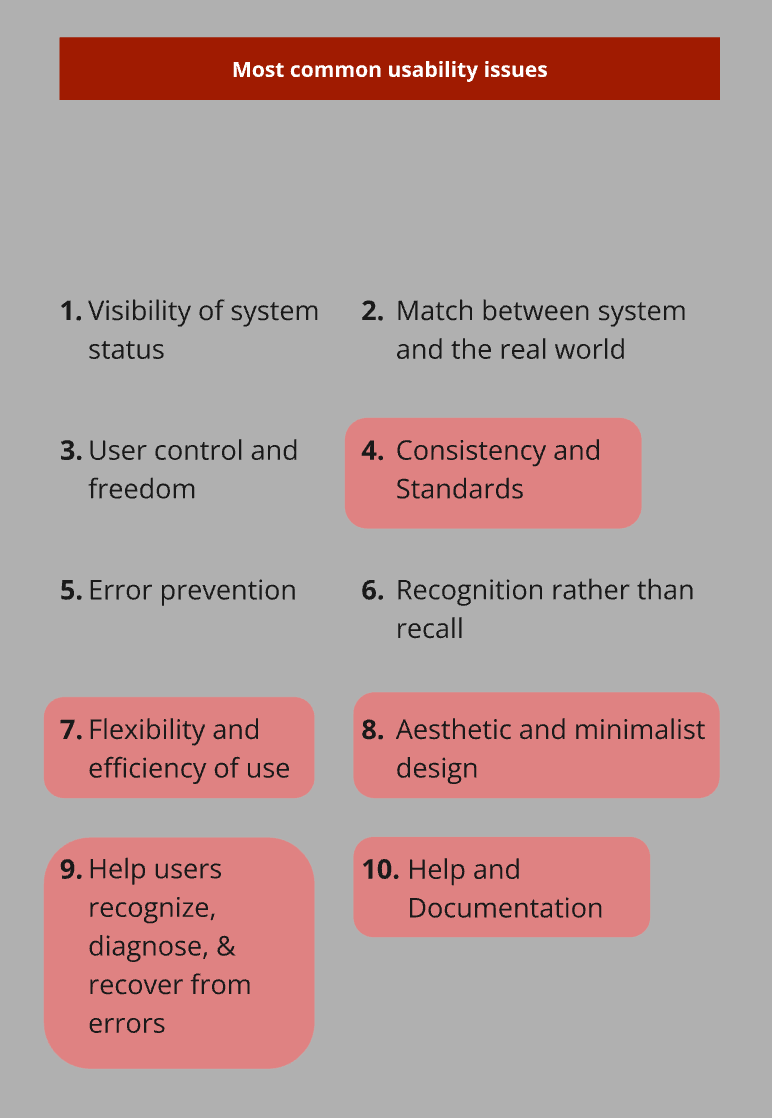 Most common usability issues
1. Visibility of system
status
2. Match between system
and the real world
3. User control and
freedom
4. Consistency and
Standards
5. Error prevention
6. Recognition rather than
recall
7. Flexibility and
efficiency of use
8. Aesthetic and minimalist
design
9. Help users
recognize,
diagnose, &
recover from
errors
10. Help and
Documentation